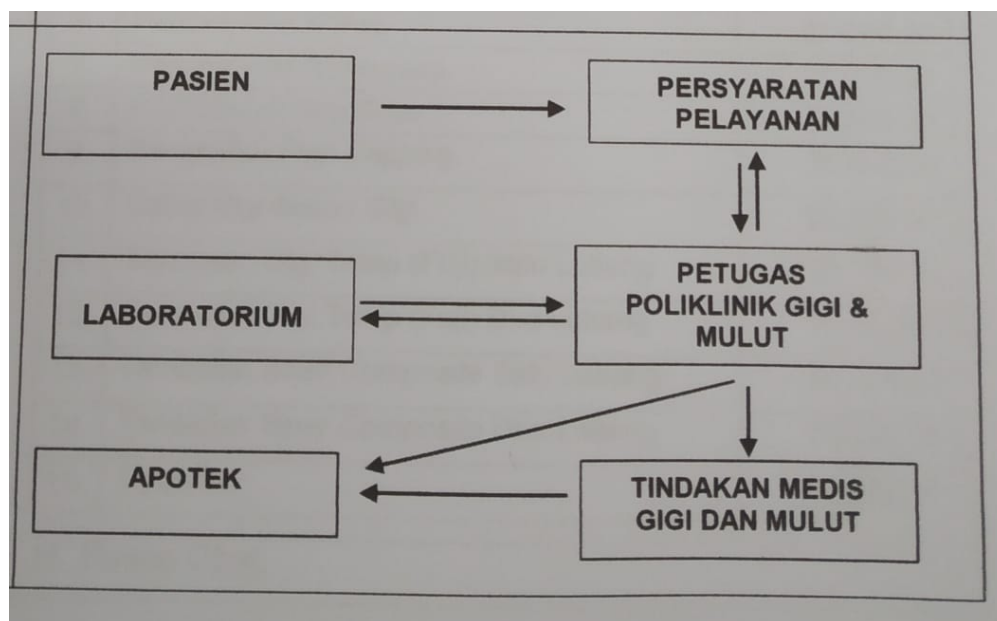 PASIEN
PERSYARATAN
PELAYANAN
LABORATORIUM
PETUGAS
POLIKLINIK GIGI &
MULUT
APOTEK
TINDAKAN MEDIS
GIGI DAN MULUT